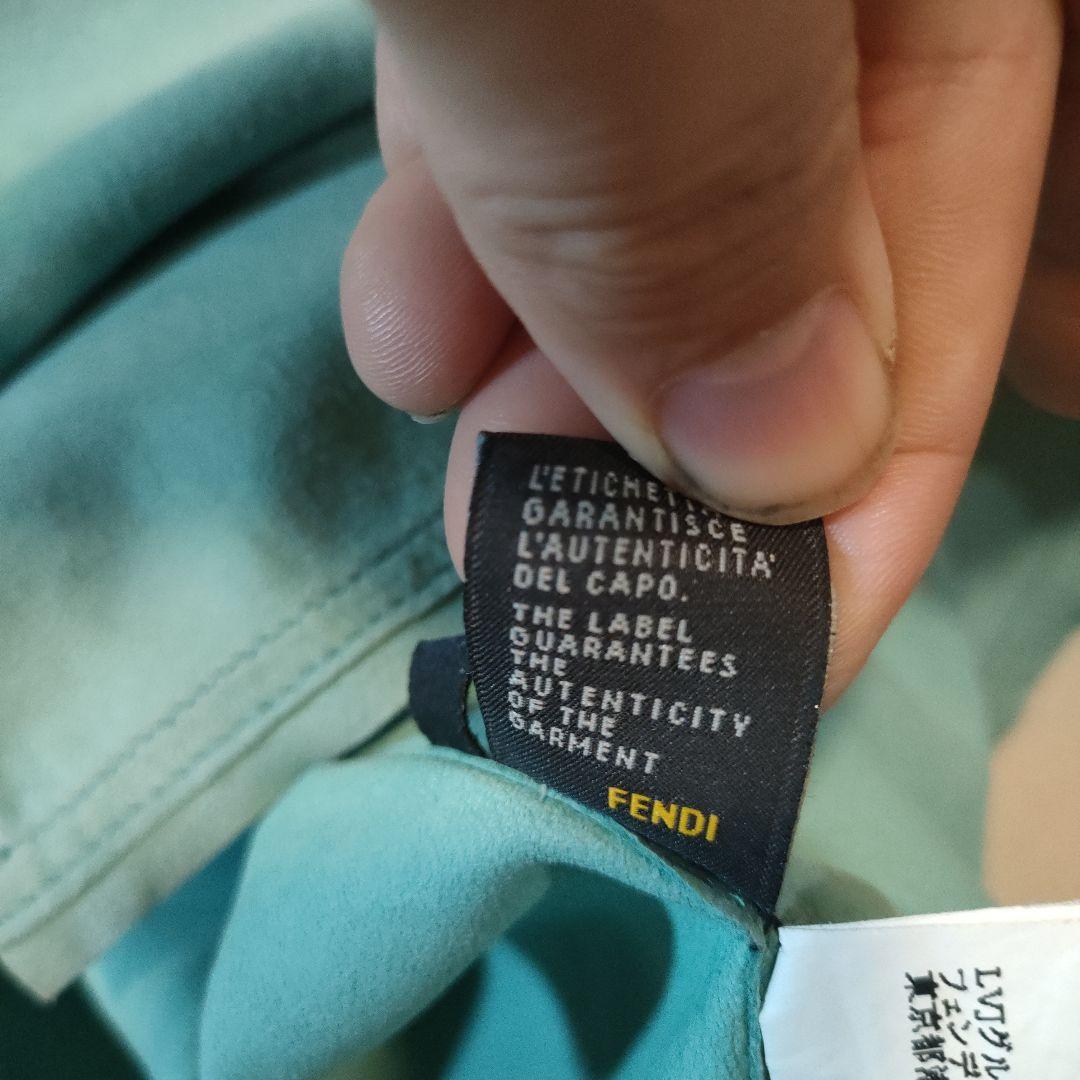 L'ETICHE
GARANTISCE
L'AUTENTICITA'
DEL CAPO.
THE LABEL
GUARANTEES
THE
AUTENTICITY
OF THE
GARMENT
FENDI
LVJグル
フェンデ
東京都